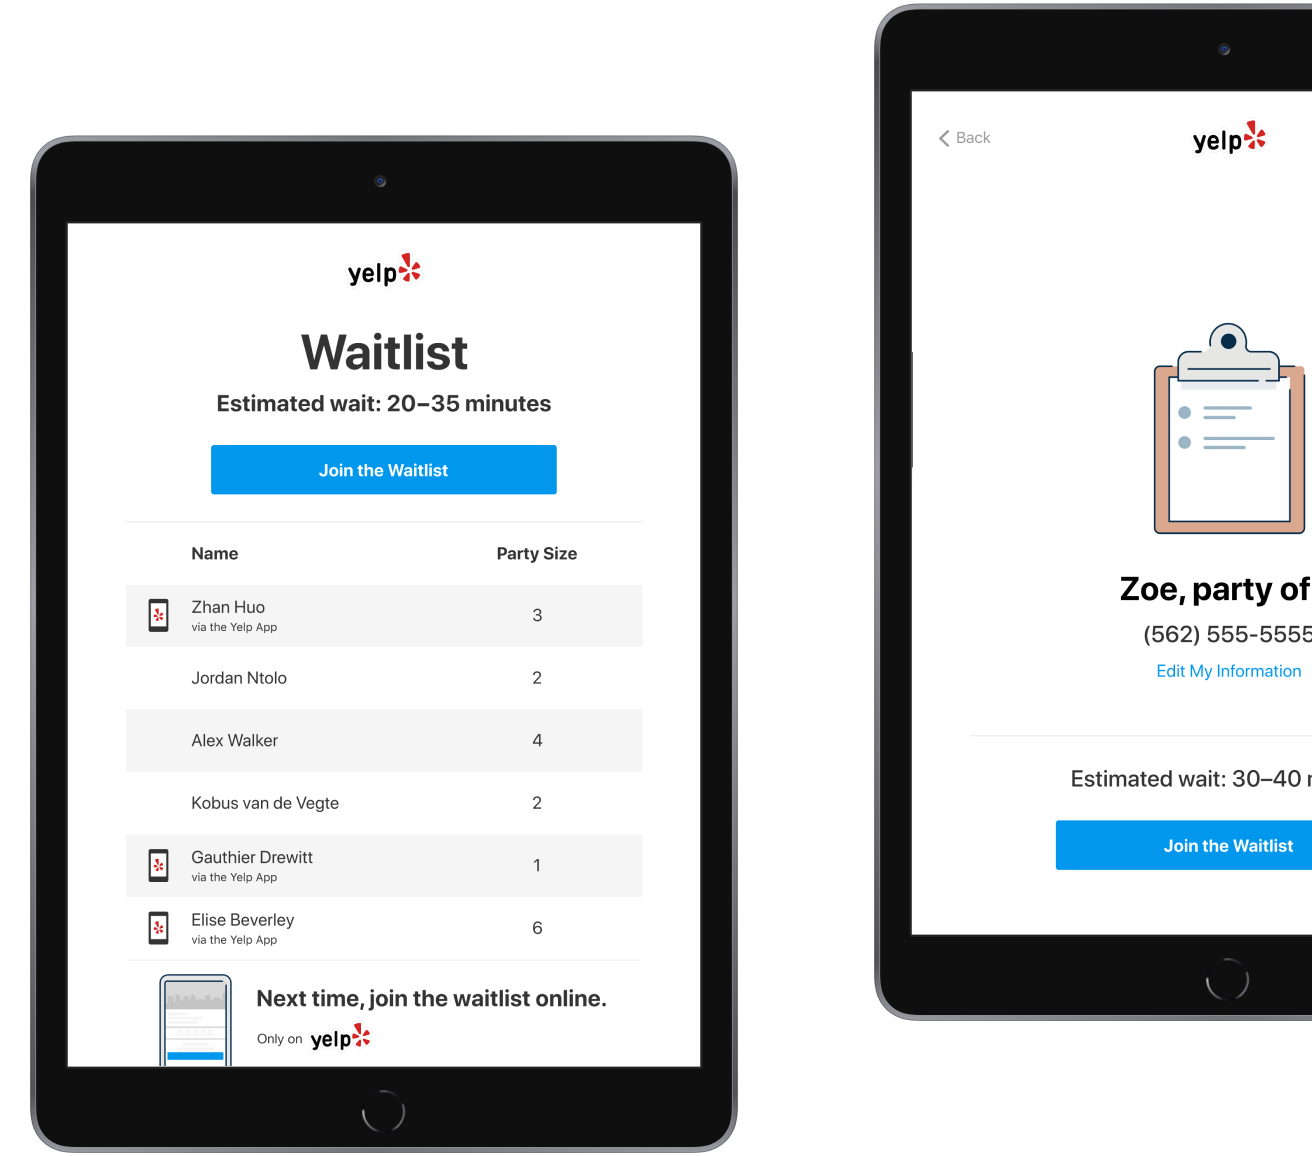 yelp
Waitlist
Estimated wait: 20–35 minutes
Join the Waitlist
Name Party Size
Zhan Huo 3
via the Yelp App
Jordan Ntolo 2
Alex Walker 4
Kobus van de Vegte 2
Gauthier Drewitt 1
via the Yelp App
Elise Beverley 6
via the Yelp App
Next time, join the waitlist online.
Only on yelp
Back
yelp
Zoe, party of
(562) 555-5555
Edit My Information
Estimated wait: 30–40
Join the Waitlist